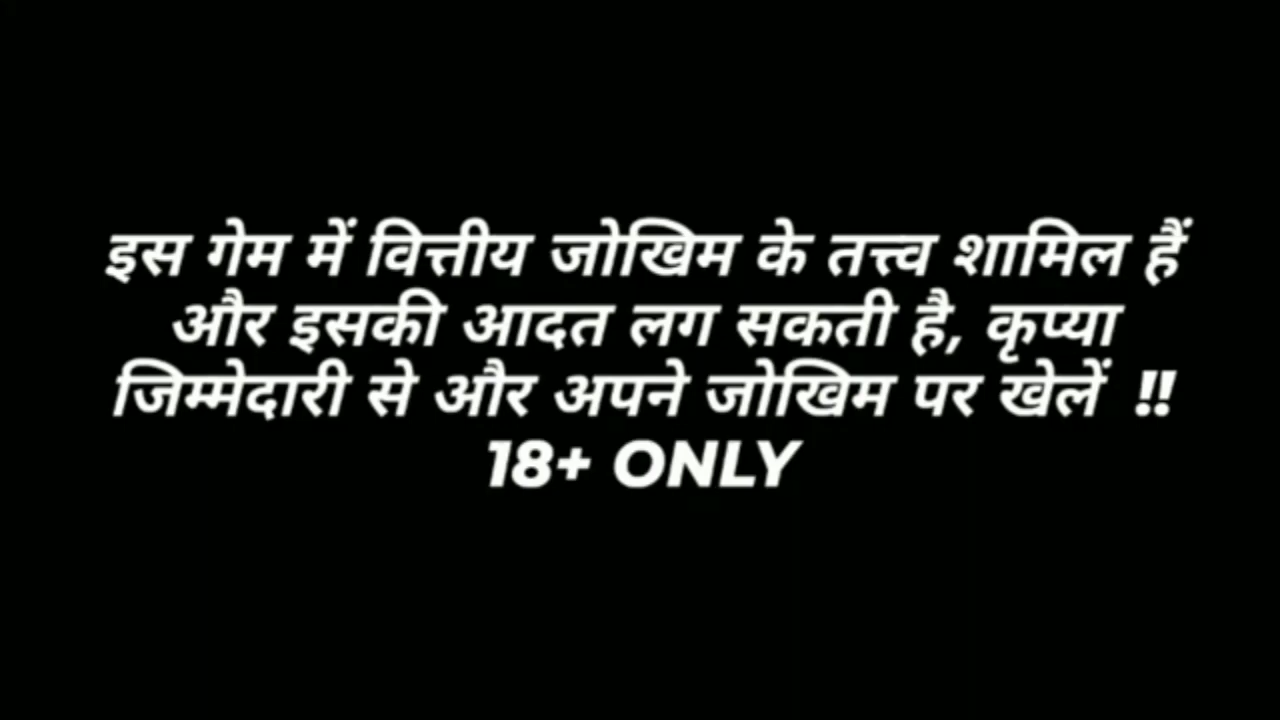 इस गेम में वित्तीय जोखिम के तत्त्व शामिल हैं
और इसकी आदत लग सकती है, कृप्या
जिम्मेदारी से और अपने जोखिम पर खेलें !!
18+ ONLY